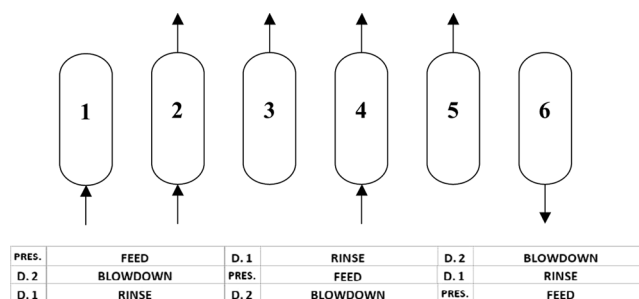 1 2 3 4 5 6
PRES. FEED D. 1 RINSE D. 2 BLOWDOWN
D. 2 BLOWDOWN PRES. FEED D. 1 RINSE
D. 1 RINSE D. 2 BLOWDOWN PRES. FEED